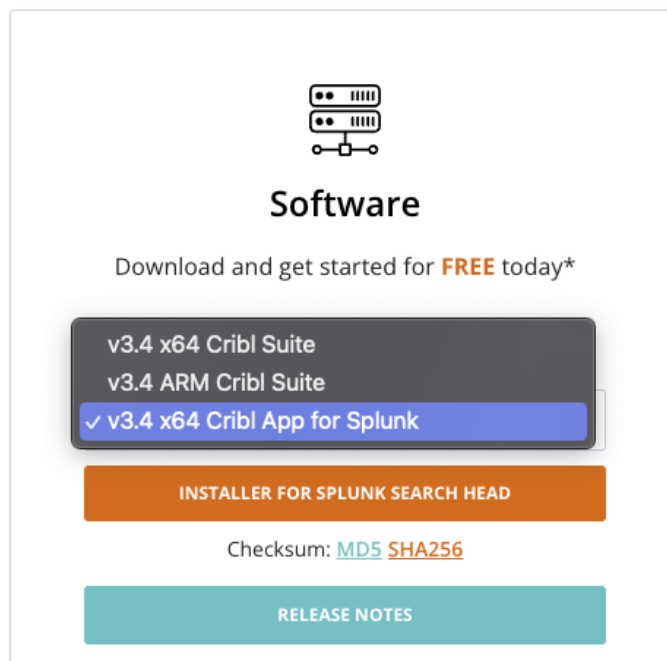 Software
Download and get started for FREE today*
v3.4 x64 Cribl Suite
v3.4 ARM Cribl Suite
✓ v3.4 x64 Cribl App for Splunk
INSTALLER FOR SPLUNK SEARCH HEAD
Checksum: MD5 SHA256
RELEASE NOTES